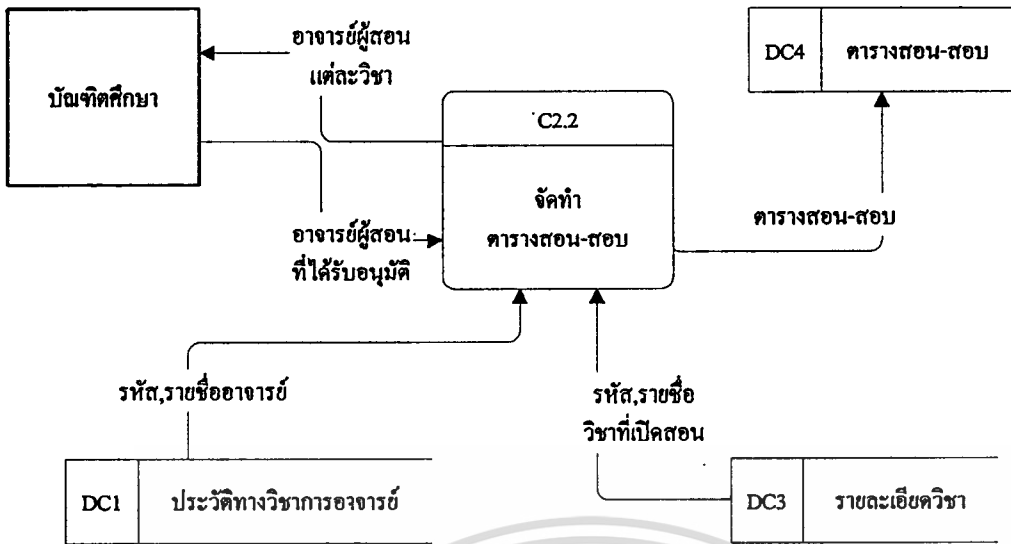 อาจารย์ผู้สอน
แต่ละวิชา
DC4
ตารางสอน-สอบ
บัณฑิตศึกษา
C2.2
จัดทำ
ตารางสอน-สอบ
ตารางสอน-สอบ
อาจารย์ผู้สอน
ที่ได้รับอนุมัติ
รหัส,รายชื่ออาจารย์
รหัส,รายชื่อ
วิชาที่เปิดสอน
DC1
ประวัติทางวิชาการอาจารย์
DC3
รายละเอียดวิชา